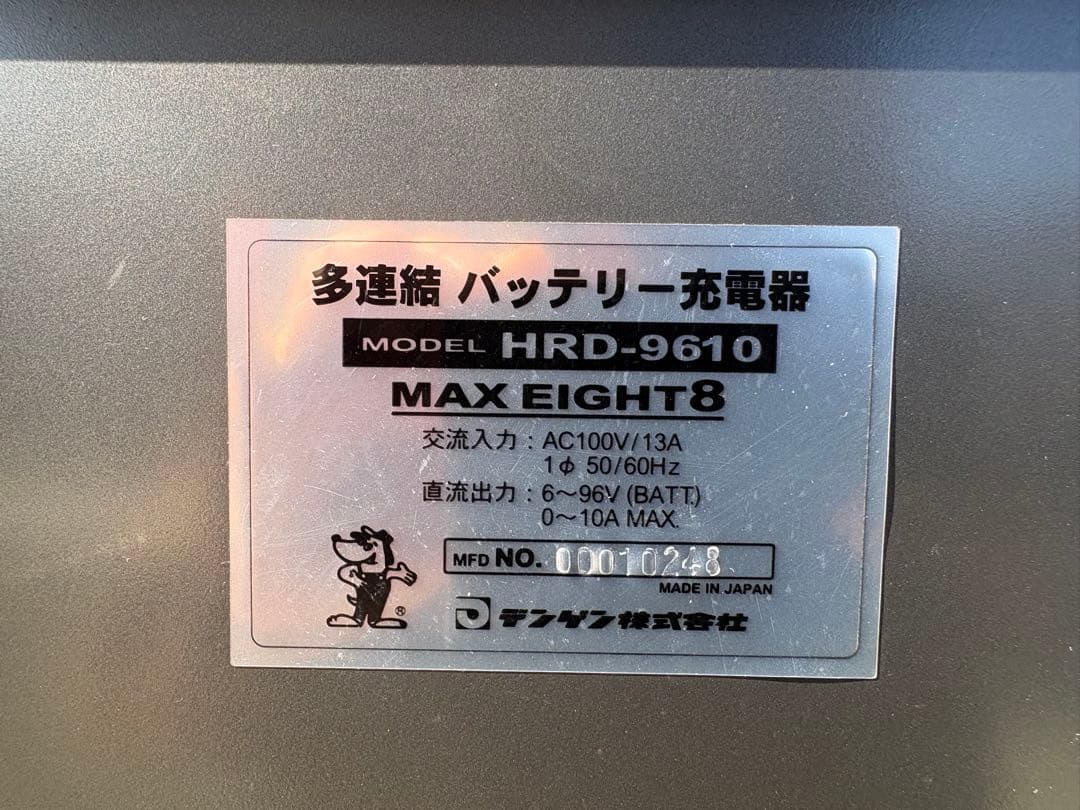 多連結 バッテリー充電器
MODEL HRD-9610
MAX EIGHT8
交流入力：AC100V/13A
1φ 50/60Hz
直流出力：6〜96V (BATT.)
0〜10A MAX.
MFD NO. 00010248
MADE IN JAPAN
® デンゲン株式会社